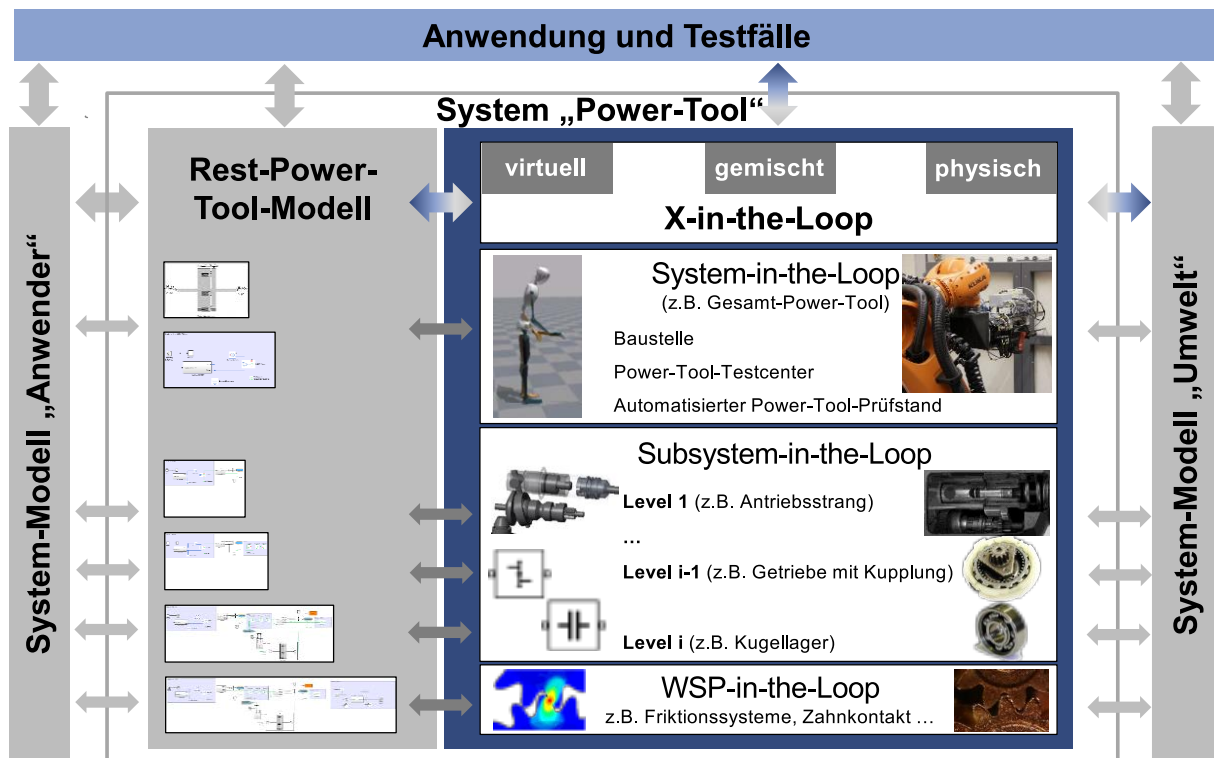 Anwendung und Testfälle
System „Power-Tool“
System-Modell „Anwender“
Rest-Power-
Tool-Modell
virtuell
gemischt
physisch
X-in-the-Loop
System-in-the-Loop
(z.B. Gesamt-Power-Tool)
Baustelle
Power-Tool-Testcenter
Automatisierter Power-Tool-Prüfstand
Subsystem-in-the-Loop
Level 1 (z.B. Antriebsstrang)
...
Level i-1 (z.B. Getriebe mit Kupplung)
Level i (z.B. Kugellager)
WSP-in-the-Loop
z.B. Friktionssysteme, Zahnkontakt ...
System-Modell „Umwelt“